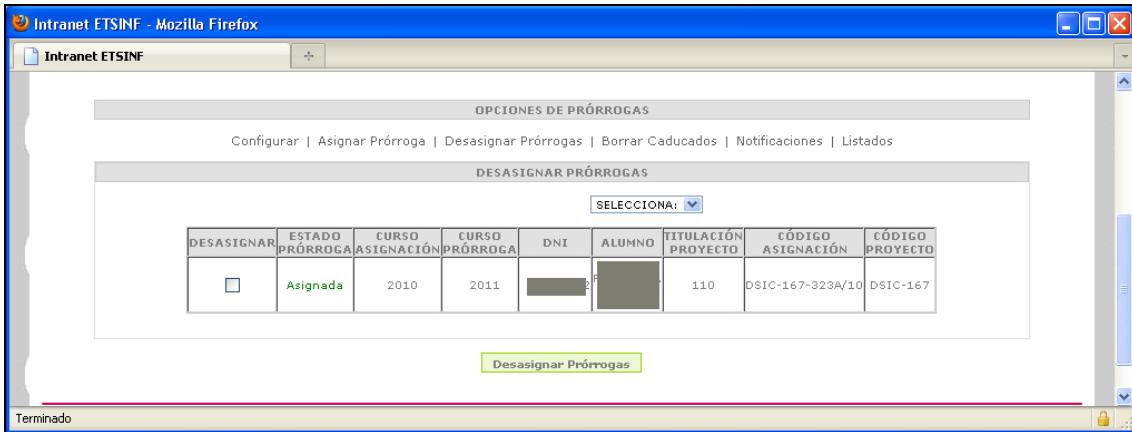 Intranet ETSINF - Mozilla Firefox
Intranet ETSINF
OPCIONES DE PRÓRROGAS
Configurar | Asignar Prórroga | Desasignar Prórrogas | Borrar Caducados | Notificaciones | Listados
DESASIGNAR PRÓRROGAS
SELECCIONA:
DESASIGNAR ESTADO PRÓRROGA CURSO ASIGNACIÓN CURSO PRÓRROGA DNI ALUMNO TITULACIÓN PROYECTO CÓDIGO ASIGNACIÓN CÓDIGO PROYECTO
Asignada 2010 2011 110 DSIC-167-323A/10 DSIC-167
Desasignar Prórrogas
Terminado